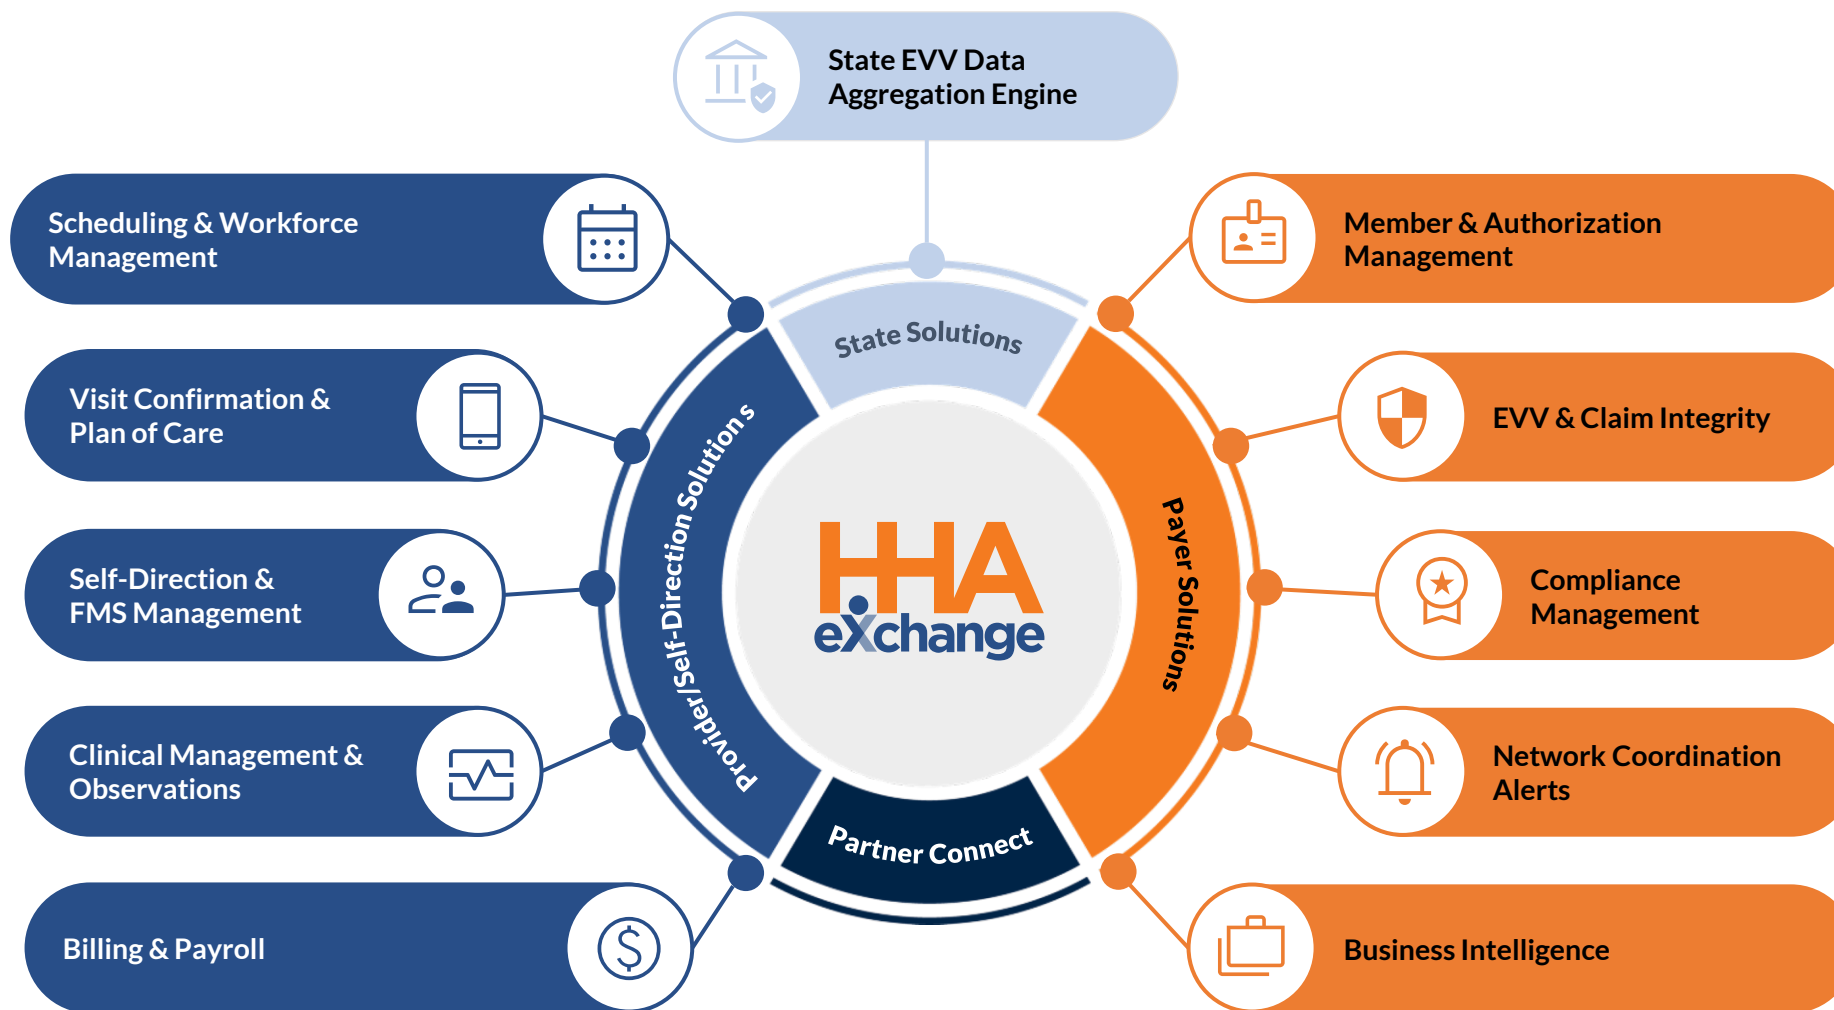 State EVV Data
Aggregation Engine
Scheduling & Workforce
Management
Visit Confirmation &
Plan of Care
Self-Direction &
FMS Management
Clinical Management &
Observations
Billing & Payroll
State Solutions
Provider/Self-Direction Solutions
HHA
eXchange
Payer Solutions
Partner Connect
Member & Authorization
Management
EVV & Claim Integrity
Compliance
Management
Network Coordination
Alerts
Business Intelligence